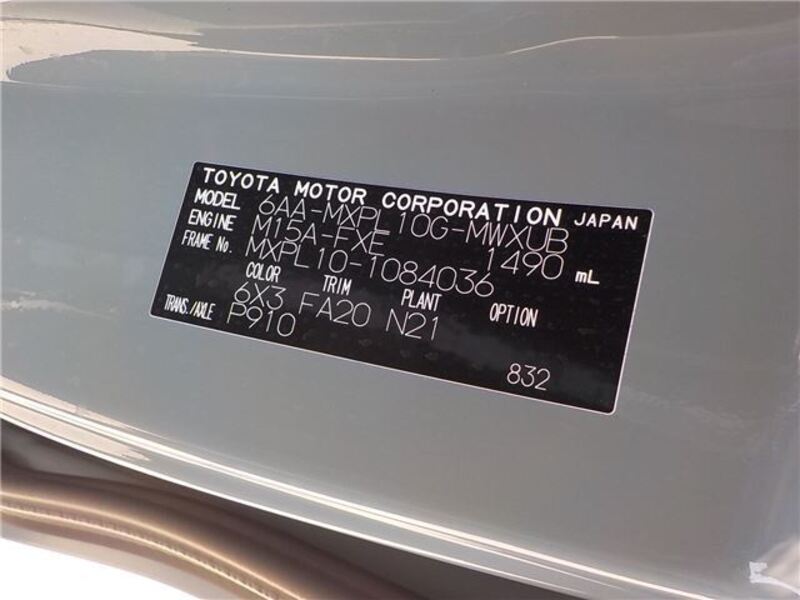 TOYOTA MOTOR CORPORATION JAPAN
MODEL 6AA-MXPL10G-MWXUB
ENGINE M15A-FXE 1490 mL
FRAME No. MXPL10-1084036
COLOR TRIM PLANT OPTION
6X3 FA20 N21
TRANS./AXLE P910
832